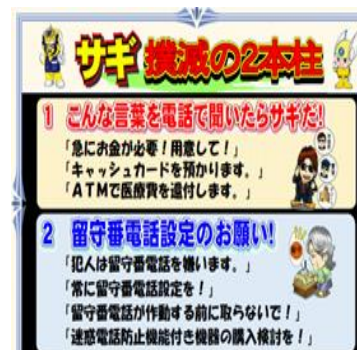 サギ撲滅の2本柱
1 こんな言葉を電話で聞いたらサギだ!
「急にお金が必要!用意して!」
「キャッシュカードを預かります。」
「ATMで医療費を還付します。」
2 留守番電話設定のお願い!
「犯人は留守番電話を嫌います。」
「常に留守番電話設定を!」
「留守番電話が作動する前に取らないで!」
「迷惑電話防止機能付き機器の購入検討を!」